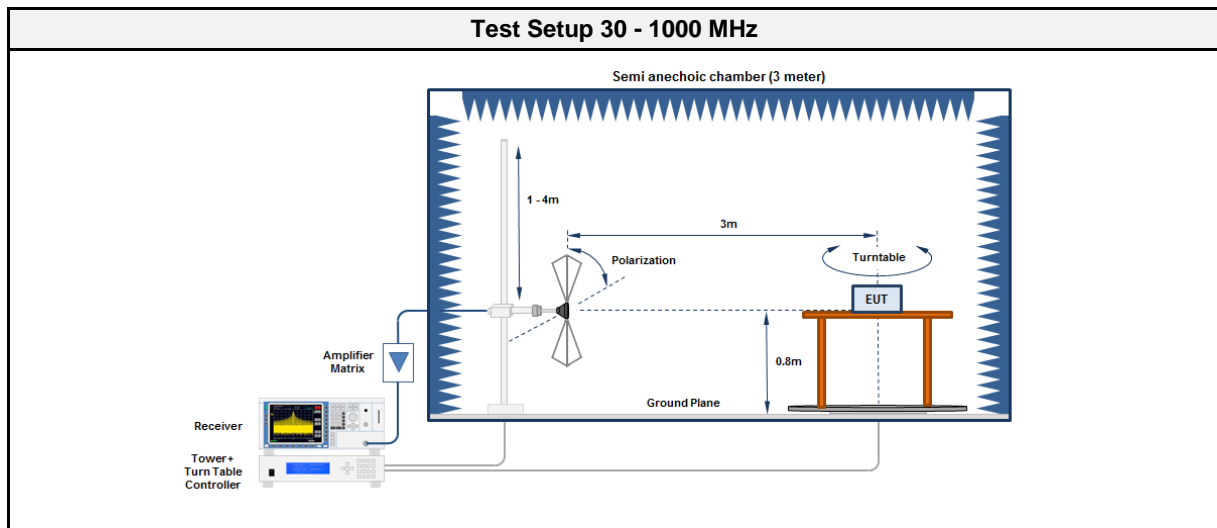 Test Setup 30 - 1000 MHz
Semi anechoic chamber (3 meter)
1 - 4m
3m
Polarization
Turntable
EUT
Amplifier
Matrix
0.8m
Ground Plane
Receiver
Tower+
Turn Table
Controller